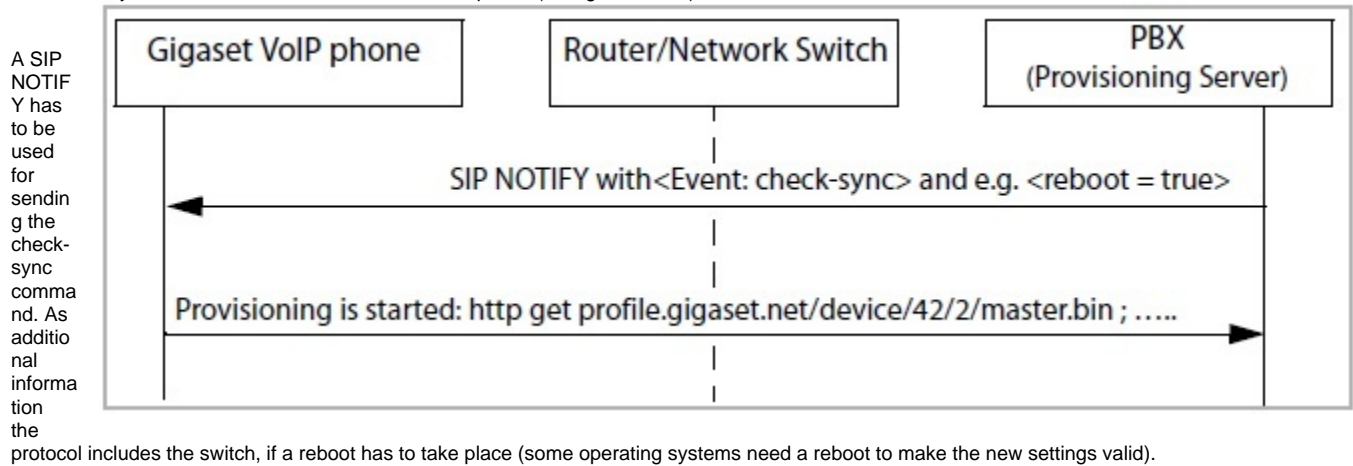 Gigaset VoIP phone
Router/Network Switch
PBX
(Provisioning Server)
SIP NOTIFY with<Event: check-sync> and e.g. <reboot = true>
Provisioning is started: http get profile.gigaset.net/device/42/2/master.bin ; …..
A SIP
NOTIF
Y has
to be
used
for
sendin
g the
check-
sync
comma
nd. As
additio
nal
informa
tion
the
protocol includes the switch, if a reboot has to take place (some operating systems need a reboot to make the new settings valid).